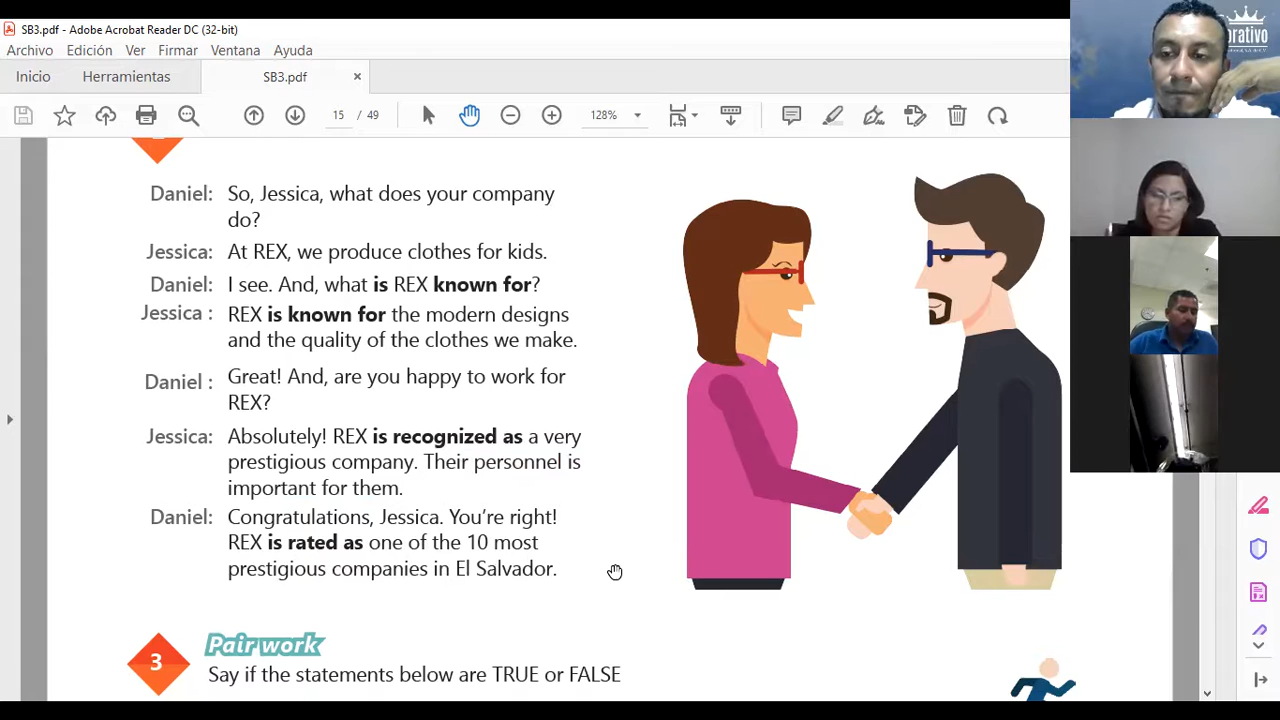 SB3.pdf - Adobe Acrobat Reader DC (32-bit)
Archivo Edición Ver Firmar Ventana Ayuda
Inicio Herramientas SB3.pdf ×
15 / 49 128%
Daniel: So, Jessica, what does your company
do?
Jessica: At REX, we produce clothes for kids.
Daniel: I see. And, what is REX known for?
Jessica : REX is known for the modern designs
and the quality of the clothes we make.
Daniel : Great! And, are you happy to work for
REX?
Jessica: Absolutely! REX is recognized as a very
prestigious company. Their personnel is
important for them.
Daniel: Congratulations, Jessica. You're right!
REX is rated as one of the 10 most
prestigious companies in El Salvador.
3 Pair work
Say if the statements below are TRUE or FALSE